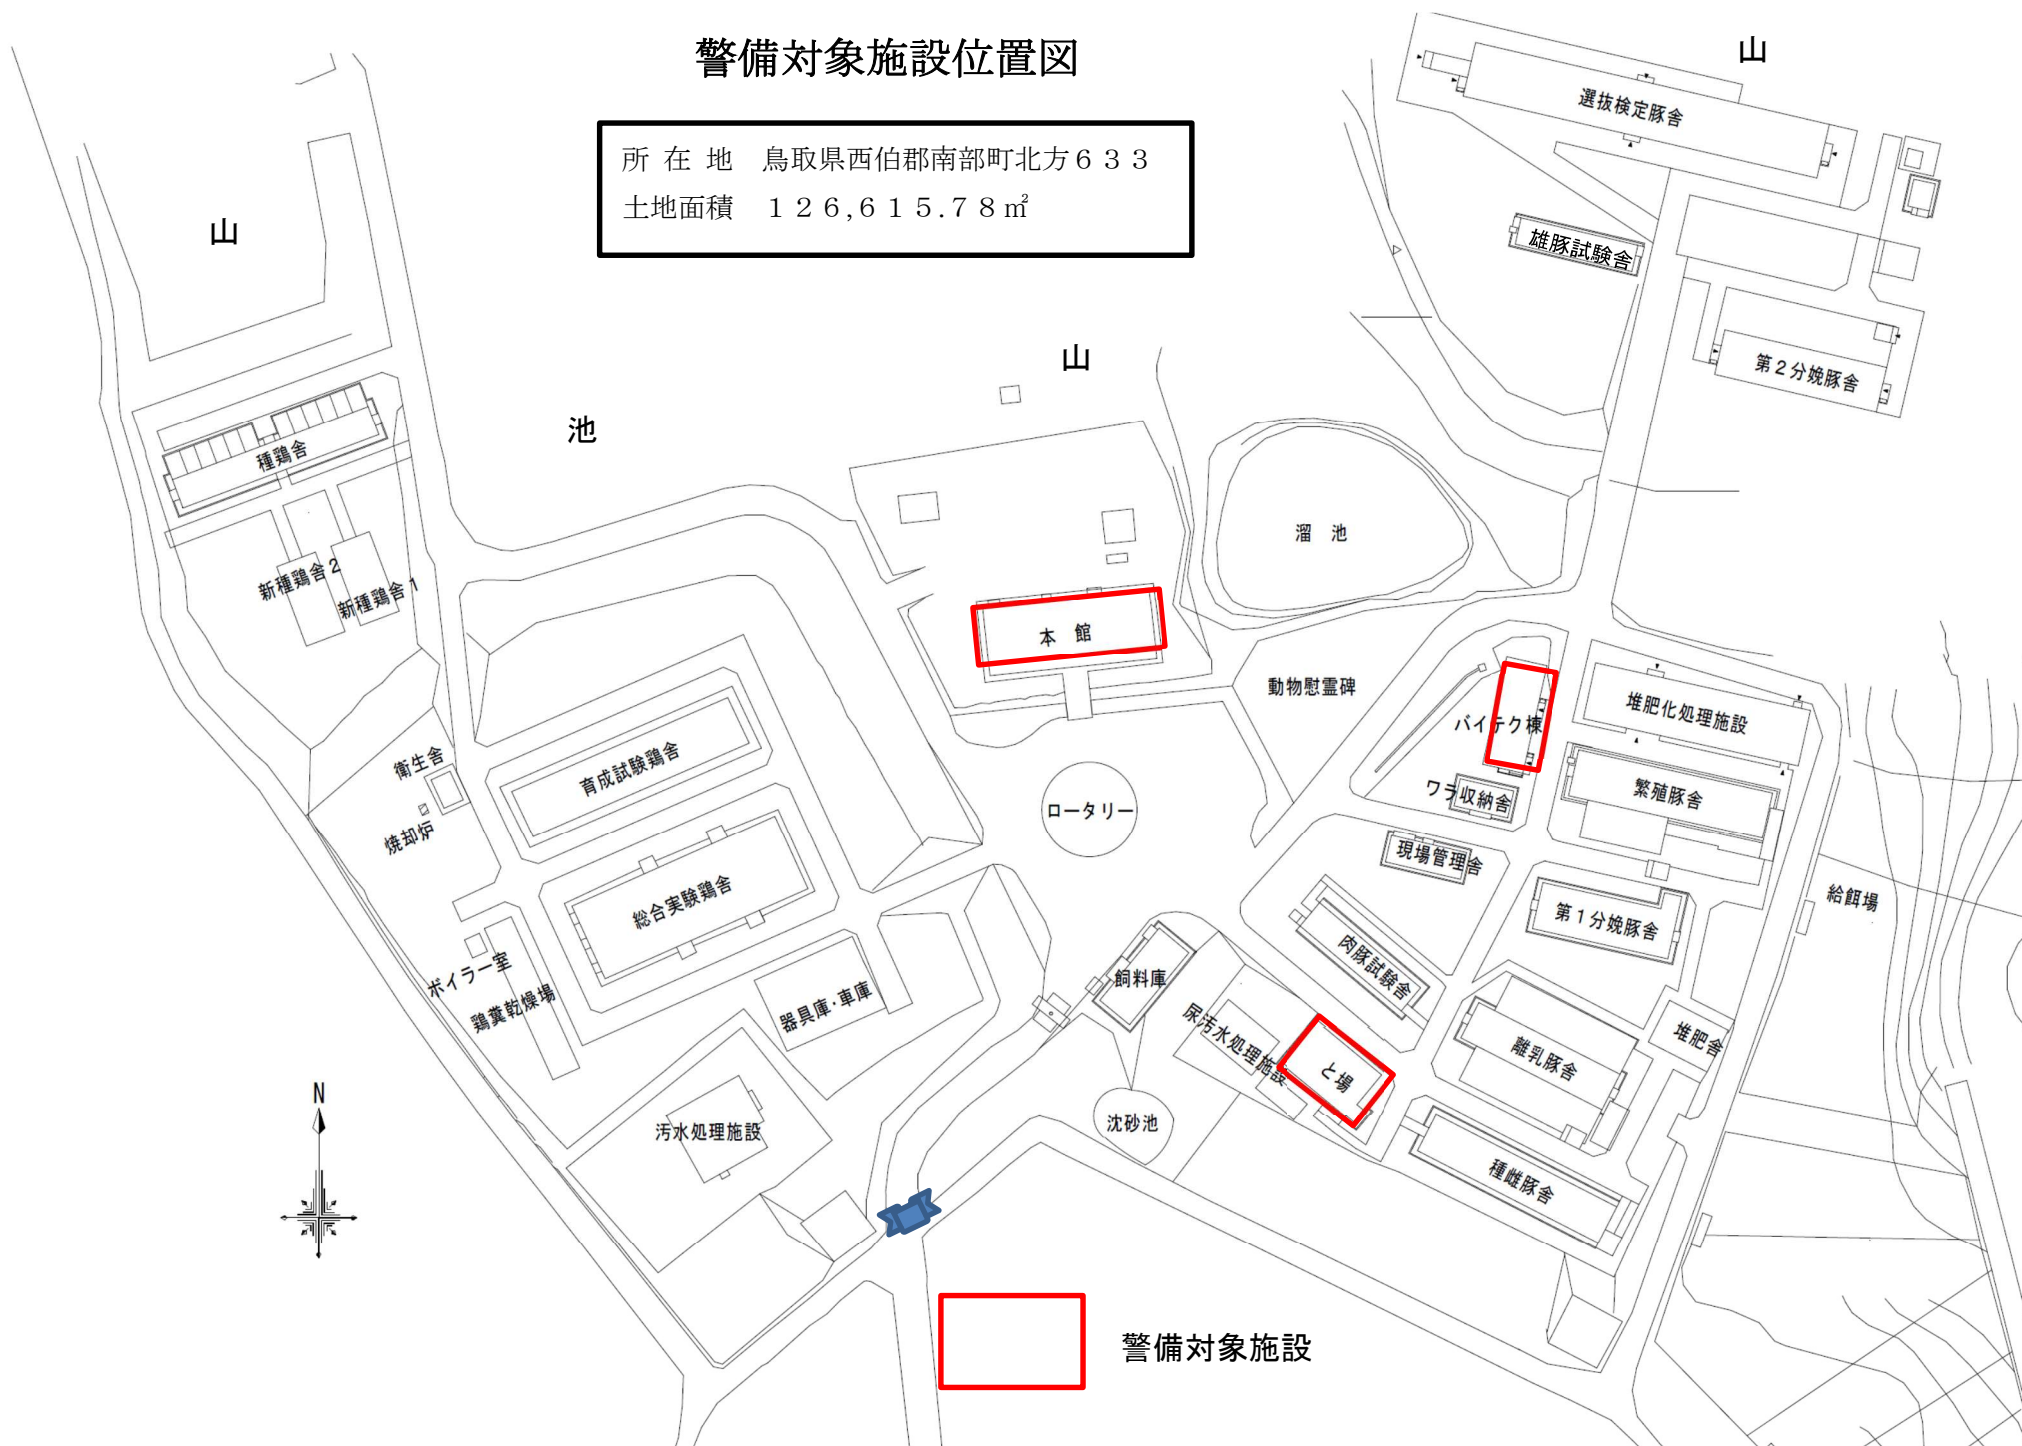 警備対象施設位置図
所在地　鳥取県西伯郡南部町北方６３３
土地面積　１２６,６１５.７８㎡
山
山
山
池
選抜検定豚舎
雄豚試験舎
第２分娩豚舎
種鶏舎
新種鶏舎２
新種鶏舎１
溜　池
本　館
動物慰霊碑
バイテク棟
堆肥化処理施設
ワラ収納舎
繁殖豚舎
現場管理舎
衛生舎
焼却炉
育成試験鶏舎
ロータリー
総合実験鶏舎
給餌場
第１分娩豚舎
肉豚試験舎
飼料庫
ボイラー室
鶏糞乾燥場
器具庫・車庫
尿汚水処理施設
と場
離乳豚舎
堆肥舎
沈砂池
汚水処理施設
種雌豚舎
N
警備対象施設